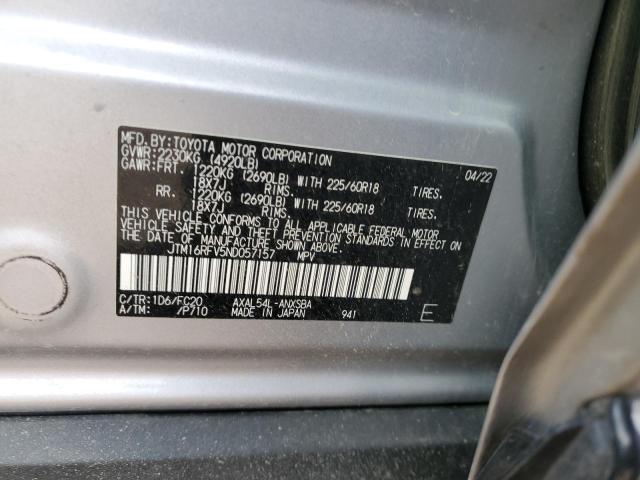 MFD.BY:TOYOTA MOTOR CORPORATION 04/22
GVWR:2230KG (4920LB)
GAWR:FRT. 1220KG (2690LB) WITH 225/60R18 TIRES.
18X7J RIMS.
RR. 1220KG (2690LB) WITH 225/60R18 TIRES.
18X7J RIMS.
THIS VEHICLE CONFORMS TO ALL APPLICABLE FEDERAL MOTOR
VEHICLE SAFETY AND THEFT PREVENTION STANDARDS IN EFFECT ON
THE DATE OF MANUFACTURE SHOWN ABOVE.
JTM16RFV5ND057157 MPV
C/TR:1D6/FC20 AXAL54L-ANXSBA
A/TM: /P710 MADE IN JAPAN 941 E